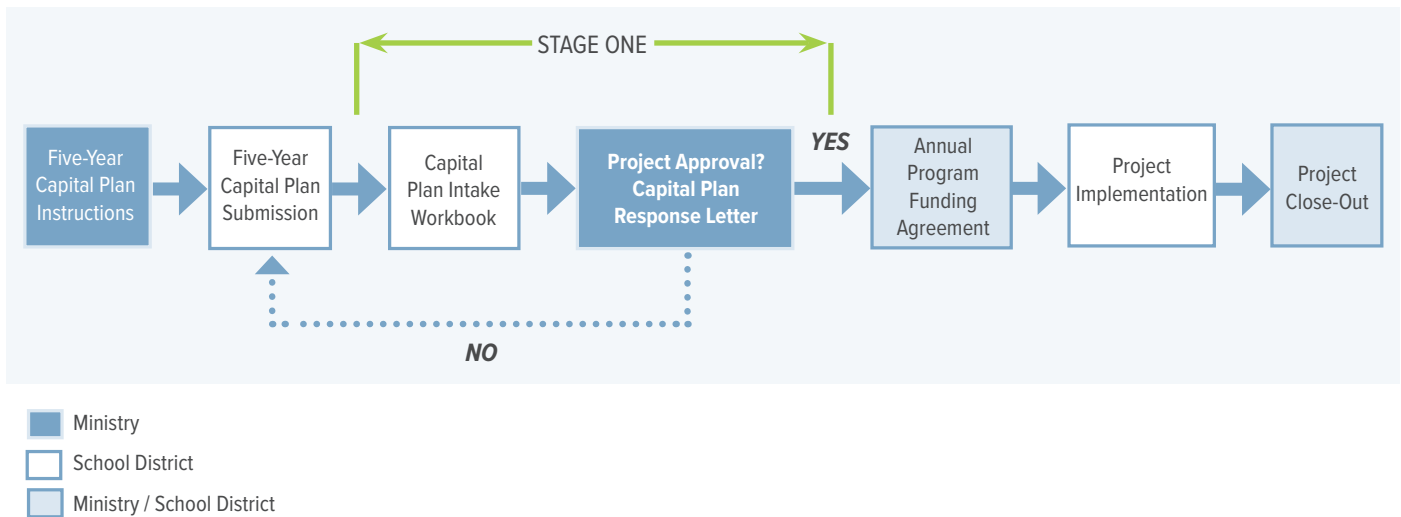 STAGE ONE
Five-Year
Capital Plan
Instructions
Five-Year
Capital Plan
Submission
Capital
Plan Intake
Workbook
Project Approval?
Capital Plan
Response Letter
YES
Annual
Program
Funding
Agreement
Project
Implementation
Project
Close-Out
NO
Ministry
School District
Ministry / School District